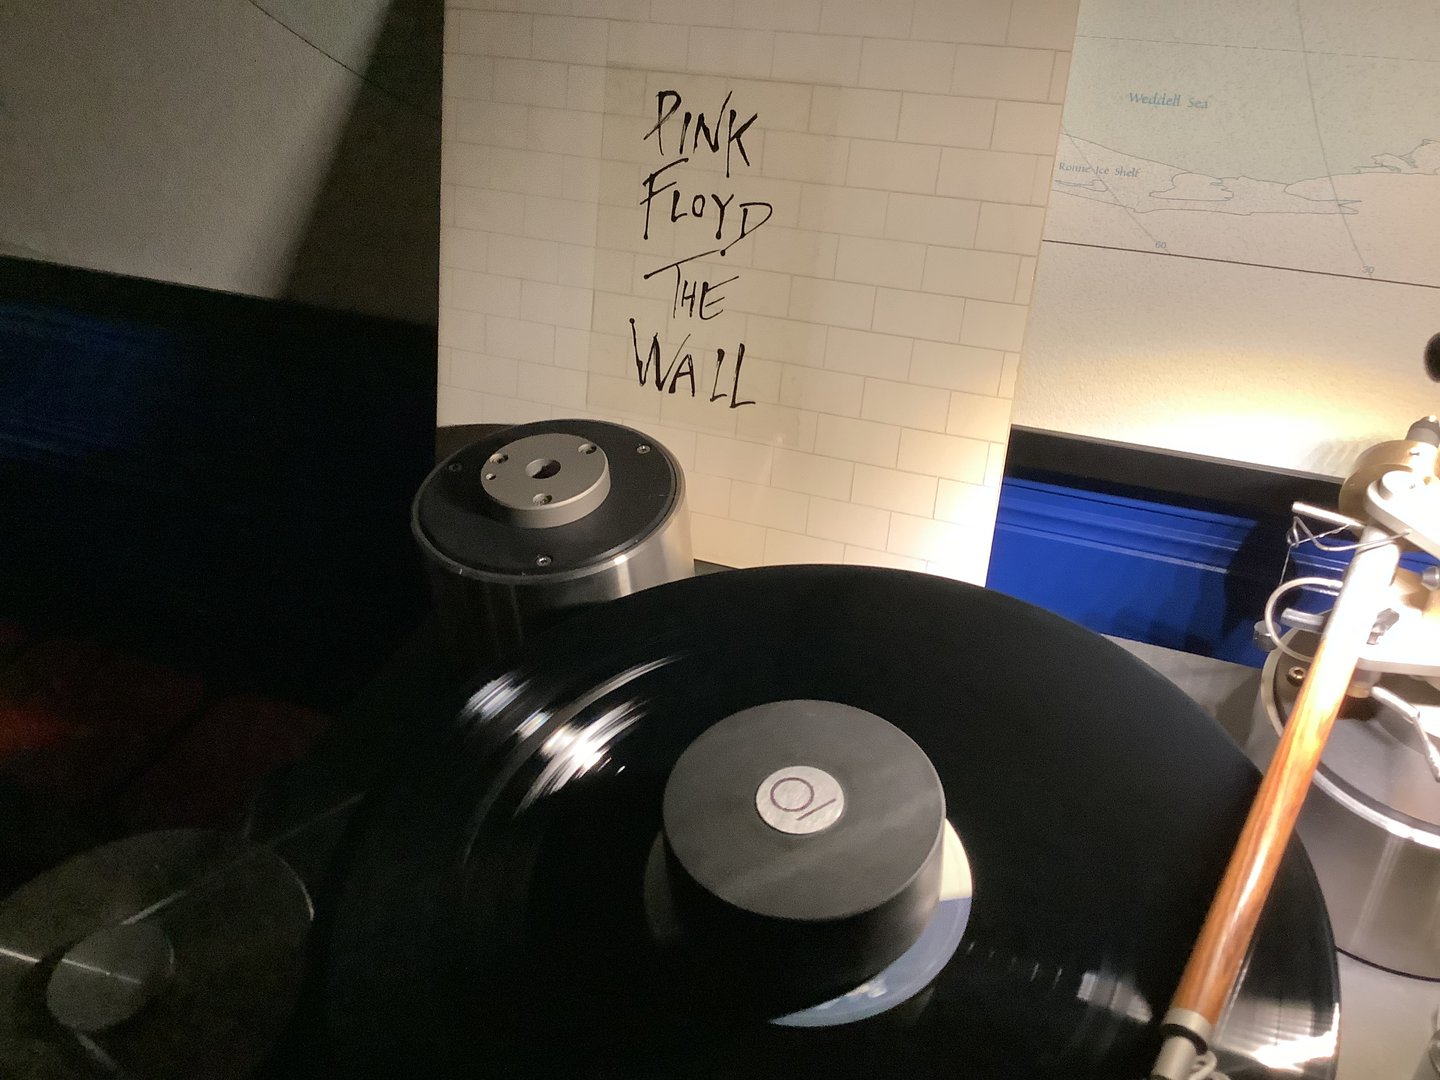 PINK
FLOYD
THE
WALL
Weddell Sea
Ronne Ice Shelf
60
30